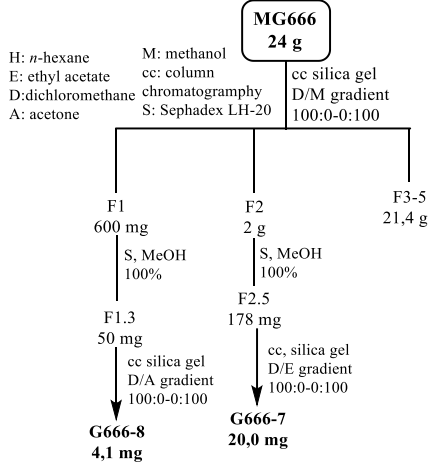 MG666
24 g
H: n-hexane
E: ethyl acetate
D:dichloromethane
A: acetone
M: methanol
cc: column
chromatogramphy
S: Sephadex LH-20
cc silica gel
D/M gradient
100:0-0:100
F1
600 mg
F2
2 g
F3-5
21,4 g
S, MeOH
100%
S, MeOH
100%
F1.3
50 mg
F2.5
178 mg
cc silica gel
D/A gradient
100:0-0:100
cc, silica gel
D/E gradient
100:0-0:100
G666-8
4,1 mg
G666-7
20,0 mg